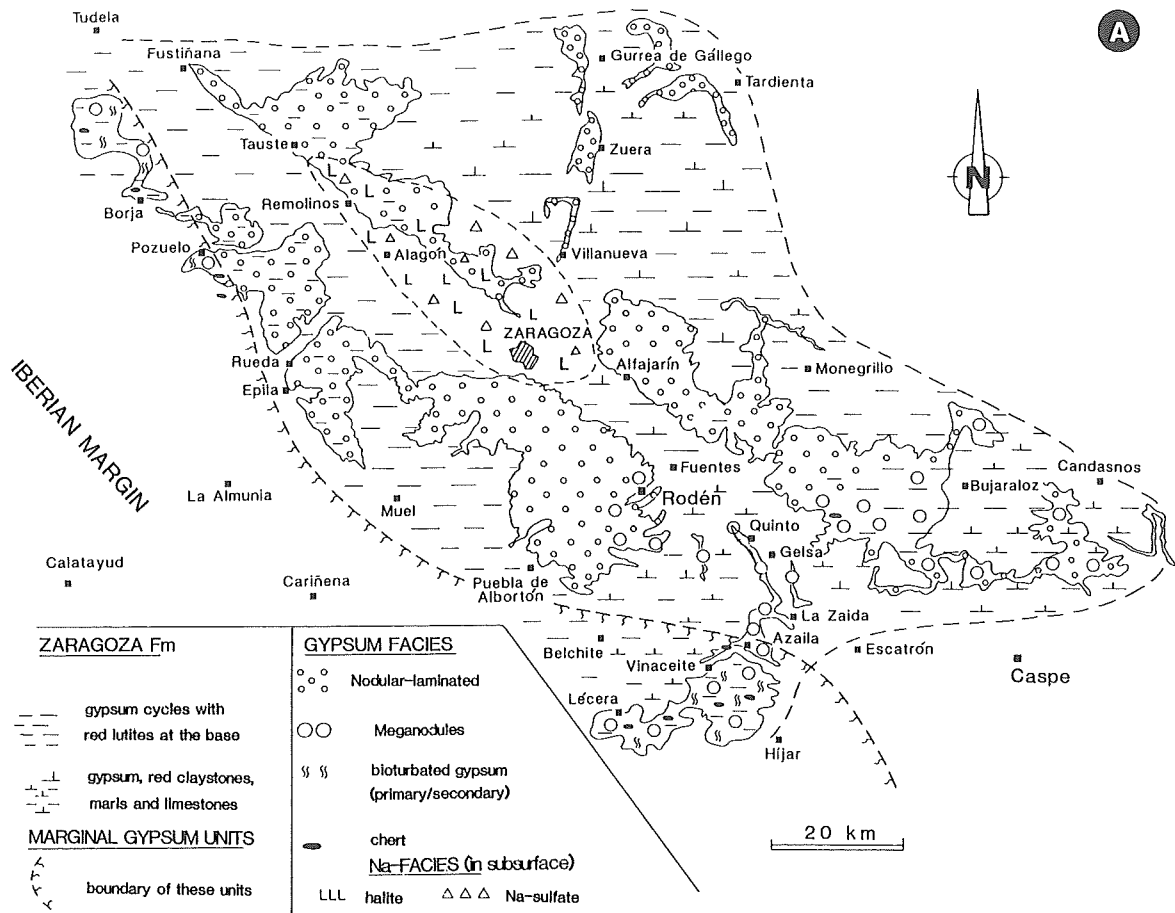 A
Tudela
Fustiñana
Gurrea de Gállego
Tardienta
Tauste
Zuera
Borja
Remolinos
L
L
L
Pozuelo
L
Alagón
L
L
Villanueva
L
L
L
N
ZARAGOZA
L
L
Rueda
Alfajarín
Monegrillo
Epila
IBERIAN MARGIN
Fuentes
Candasnos
La Almunia
Muel
Rodén
Bujaraloz
Quinto
Gelsa
Calatayud
Cariñena
Puebla de
Albortón
La Zaida
Azaila
Belchite
Vinaceite
Escatrón
Caspe
Lécera
Híjar
20 km
ZARAGOZA Fm
gypsum cycles with
red lutites at the base
gypsum, red claystones,
marls and limestones
MARGINAL GYPSUM UNITS
boundary of these units
GYPSUM FACIES
Nodular-laminated
Meganodules
bioturbated gypsum
(primary/secondary)
chert
Na-FACIES (in subsurface)
LLL halite
Na-sulfate